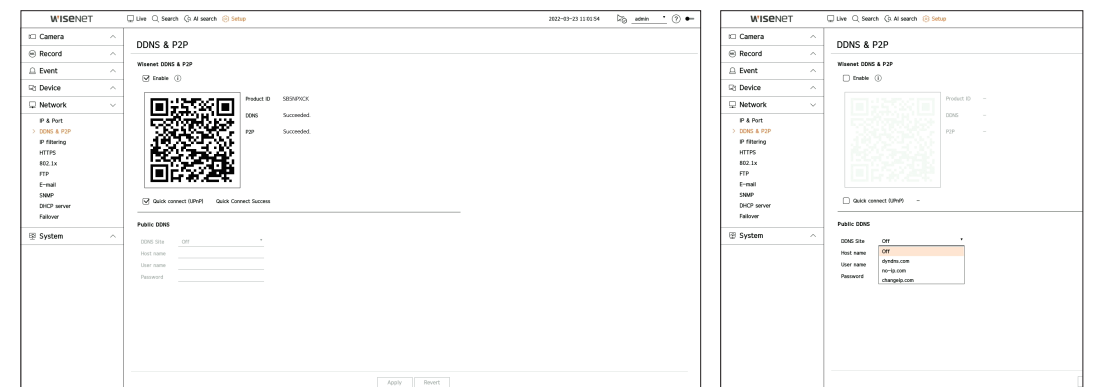 WISENET
Live Search AI search Setup
2022-03-23 11:01:54 admin
Camera
Record
Event
Device
Network
IP & Port
> DDNS & P2P
IP filtering
HTTPS
802.1x
FTP
E-mail
SNMP
DHCP server
Failover
System
DDNS & P2P
Wisenet DDNS & P2P
Enable
Product ID SBSNPXCK
DDNS Succeeded.
P2P Succeeded.
Quick connect (UPnP) Quick Connect Success
Public DDNS
DDNS Site Off
Host name
User name
Password
Apply Revert
WISENET
Live Search AI search Setup
Camera
Record
Event
Device
Network
IP & Port
> DDNS & P2P
IP filtering
HTTPS
802.1x
FTP
E-mail
SNMP
DHCP server
Failover
System
DDNS & P2P
Wisenet DDNS & P2P
Enable
Product ID -
DDNS -
P2P -
Quick connect (UPnP) -
Public DDNS
DDNS Site Off
Host name Off
User name dyndns.com
no-ip.com
Password changeip.com